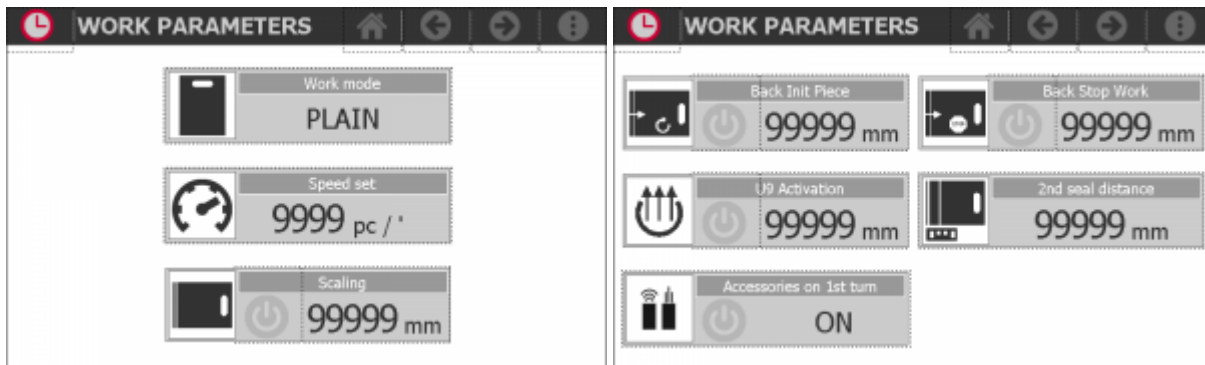 WORK PARAMETERS
Work mode
PLAIN
Speed set
9999 pc / '
Scaling
99999 mm
WORK PARAMETERS
Back Init Piece
99999 mm
Back Stop Work
99999 mm
U9 Activation
99999 mm
2nd seal distance
99999 mm
Accessories on 1st turn
ON